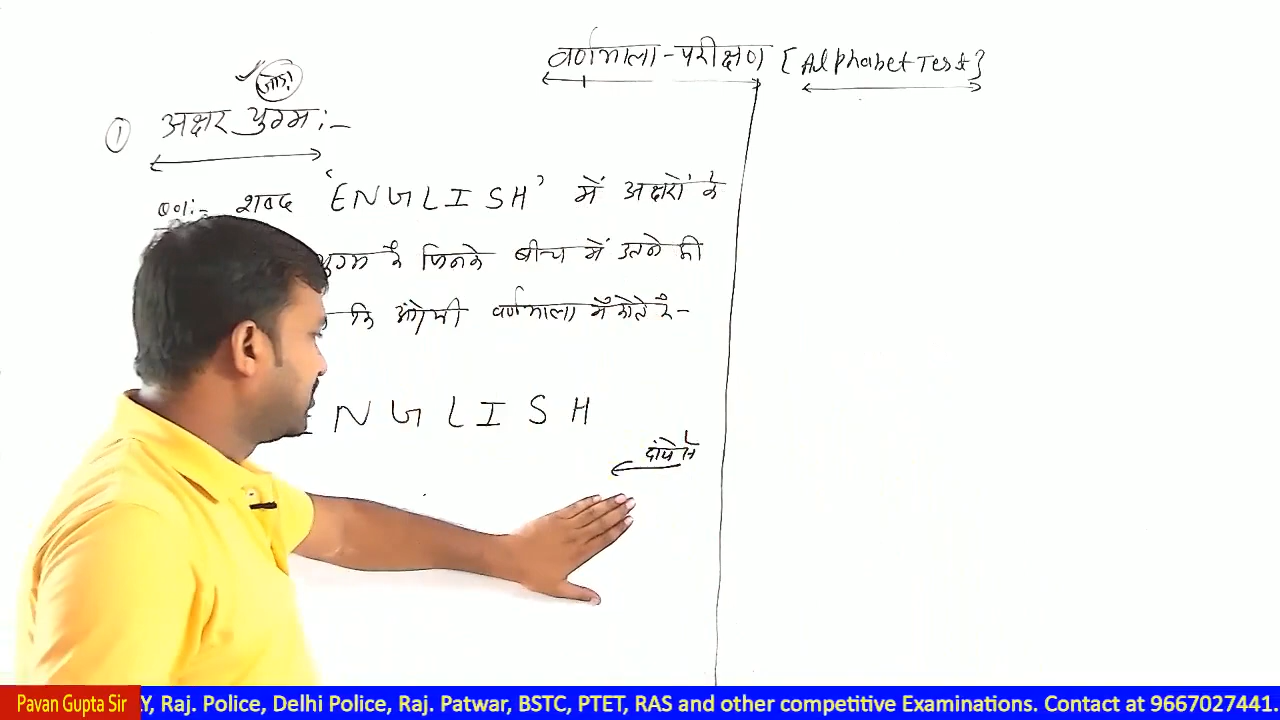 वर्णमाला-परीक्षण [Alphabet Test}
जोड़ा
① अक्षर युग्म :-
शब्द 'ENGLISH' में अक्षरों के
युग्म है जिनके बीच में उतने ही
कि अंग्रेजी वर्णमाला में होते है-
N G L I S H
दांये से
Pavan Gupta Sir
Y, Raj. Police, Delhi Police, Raj. Patwar, BSTC, PTET, RAS and other competitive Examinations. Contact at 9667027441.